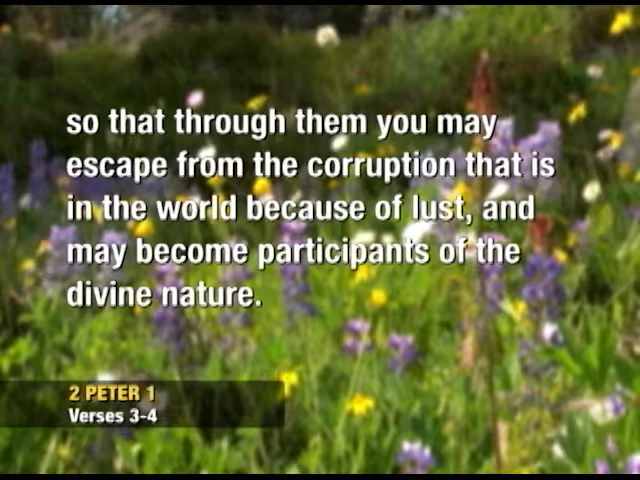 so that through them you may
escape from the corruption that is
in the world because of lust, and
may become participants of the
divine nature.
2 PETER 1
Verses 3-4